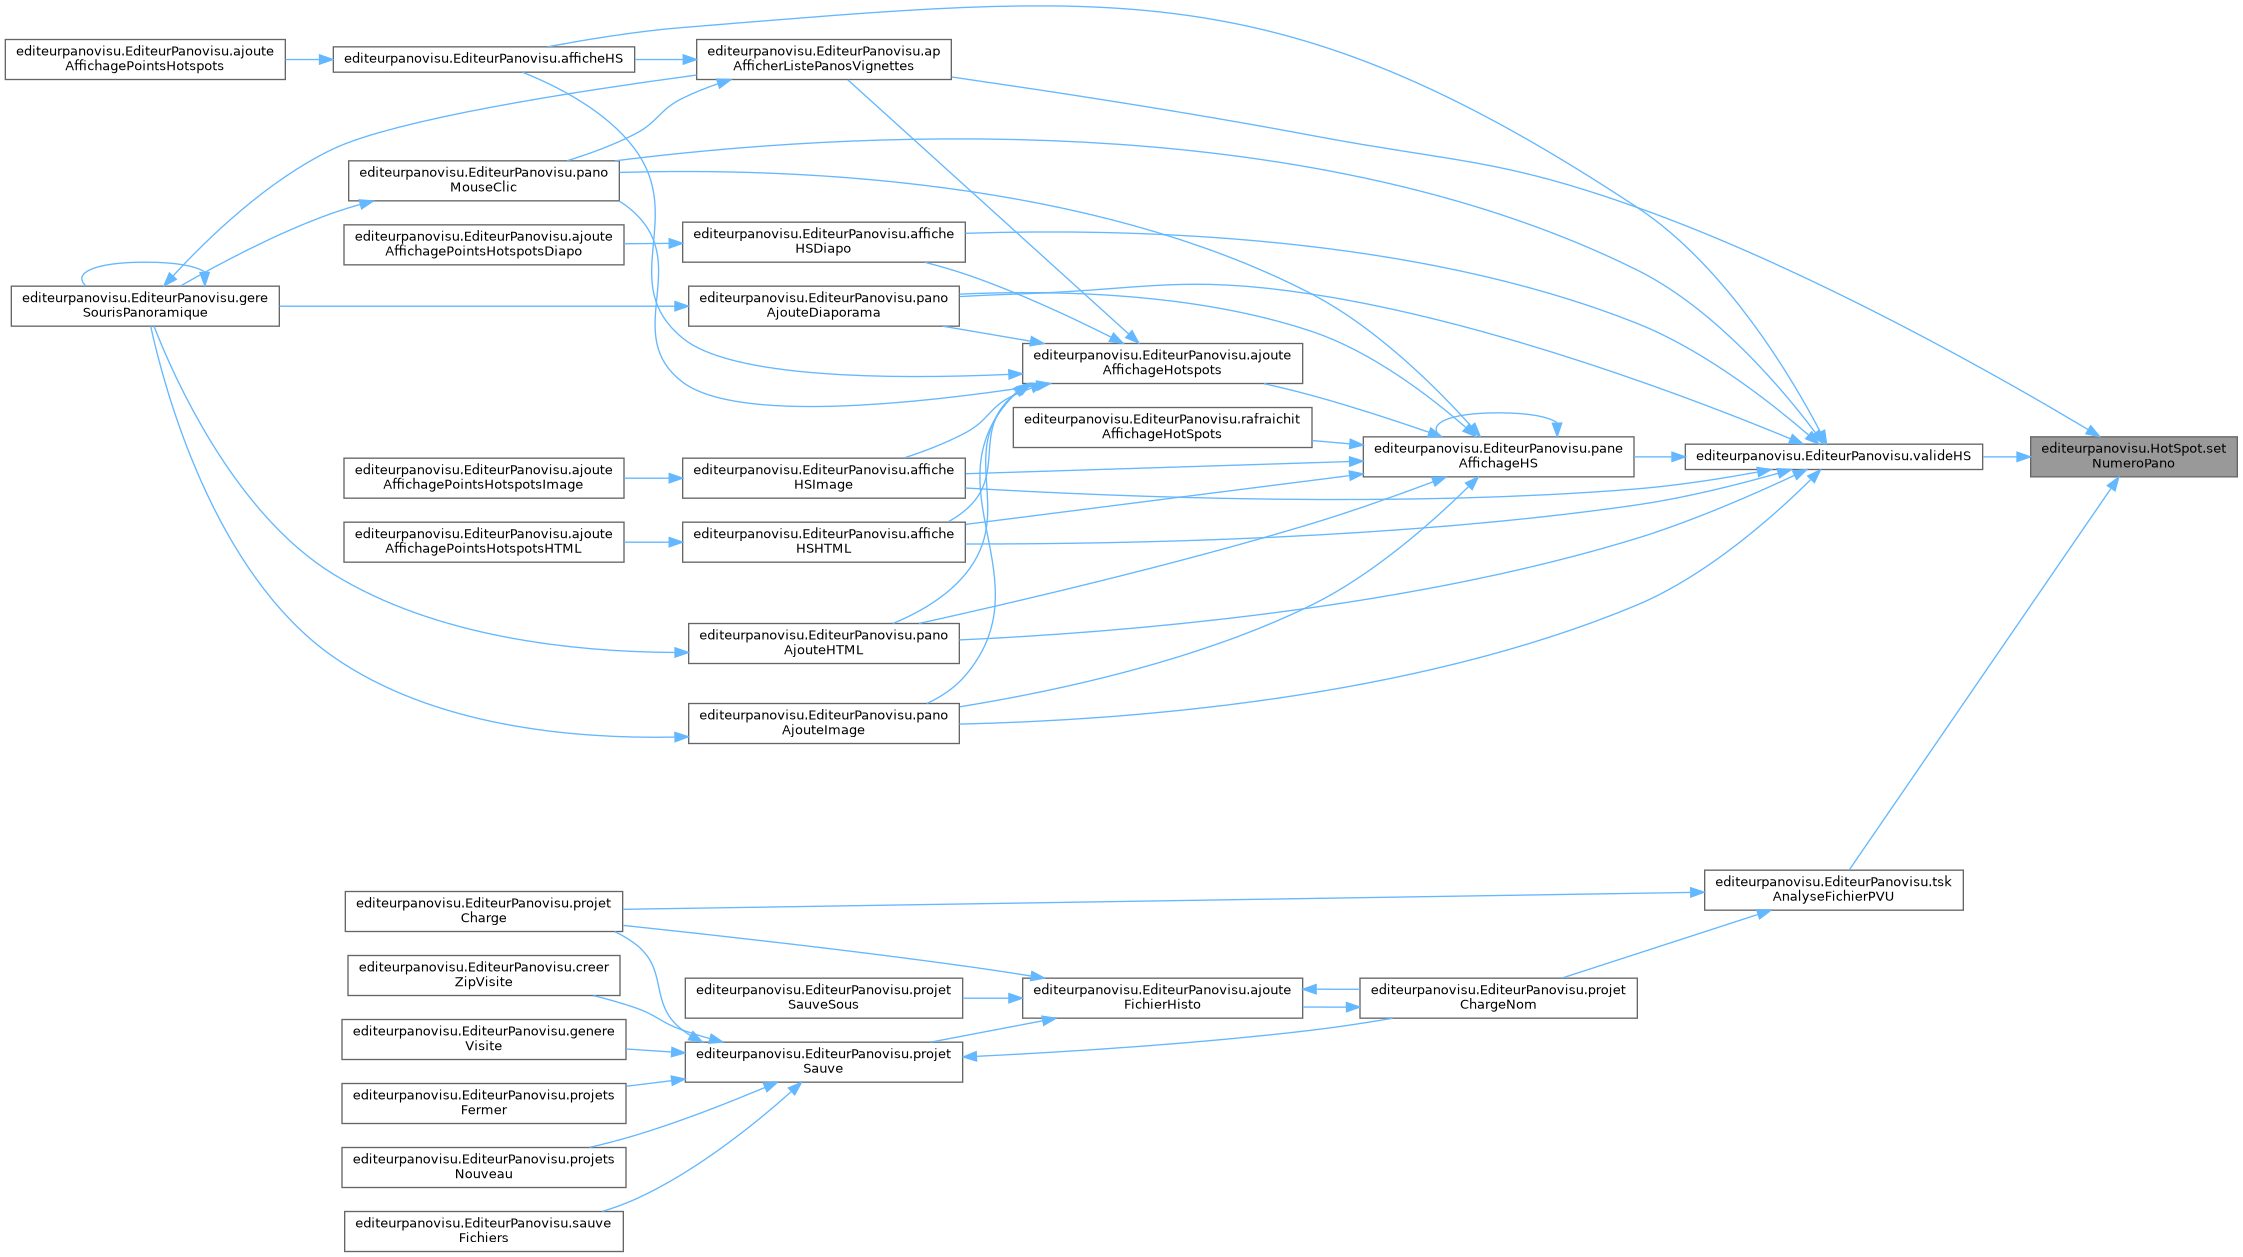 editeurpanovisu.EditeurPanovisu.ajoute
AffichagePointsHotspots
editeurpanovisu.EditeurPanovisu.afficheHS
editeurpanovisu.EditeurPanovisu.ap
AfficherListePanosVignettes
editeurpanovisu.EditeurPanovisu.pano
MouseClic
editeurpanovisu.EditeurPanovisu.ajoute
AffichagePointsHotspotsDiapo
editeurpanovisu.EditeurPanovisu.affiche
HSDiapo
editeurpanovisu.EditeurPanovisu.gere
SourisPanoramique
editeurpanovisu.EditeurPanovisu.pano
AjouteDiaporama
editeurpanovisu.EditeurPanovisu.ajoute
AffichageHotspots
editeurpanovisu.EditeurPanovisu.rafraichit
AffichageHotSpots
editeurpanovisu.EditeurPanovisu.pane
AffichageHS
editeurpanovisu.EditeurPanovisu.valideHS
editeurpanovisu.HotSpot.set
NumeroPano
editeurpanovisu.EditeurPanovisu.ajoute
AffichagePointsHotspotsImage
editeurpanovisu.EditeurPanovisu.affiche
HSImage
editeurpanovisu.EditeurPanovisu.ajoute
AffichagePointsHotspotsHTML
editeurpanovisu.EditeurPanovisu.affiche
HSHTML
editeurpanovisu.EditeurPanovisu.pano
AjouteHTML
editeurpanovisu.EditeurPanovisu.pano
AjouteImage
editeurpanovisu.EditeurPanovisu.tsk
AnalyseFichierPVU
editeurpanovisu.EditeurPanovisu.projet
Charge
editeurpanovisu.EditeurPanovisu.creer
ZipVisite
editeurpanovisu.EditeurPanovisu.projet
SauveSous
editeurpanovisu.EditeurPanovisu.ajoute
FichierHisto
editeurpanovisu.EditeurPanovisu.projet
ChargeNom
editeurpanovisu.EditeurPanovisu.genere
Visite
editeurpanovisu.EditeurPanovisu.projet
Sauve
editeurpanovisu.EditeurPanovisu.projets
Fermer
editeurpanovisu.EditeurPanovisu.projets
Nouveau
editeurpanovisu.EditeurPanovisu.sauve
Fichiers